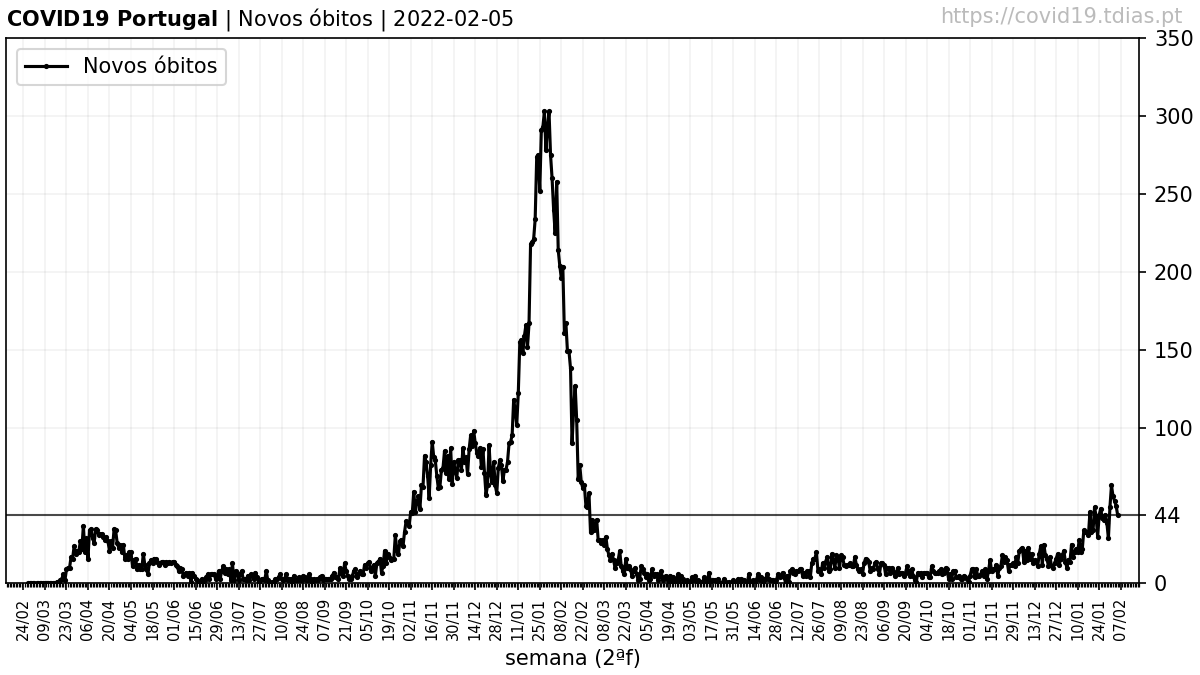 COVID19 Portugal | Novos óbitos | 2022-02-05
https://covid19.tdias.pt
Novos óbitos
350
300
250
200
150
100
44
0
24/02 09/03 23/03 06/04 20/04 04/05 18/05 01/06 15/06 29/06 13/07 27/07 10/08 24/08 07/09 21/09 05/10 19/10 02/11 16/11 30/11 14/12 28/12 11/01 25/01 08/02 22/02 08/03 22/03 05/04 19/04 03/05 17/05 31/05 14/06 28/06 12/07 26/07 09/08 23/08 06/09 20/09 04/10 18/10 01/11 15/11 29/11 13/12 27/12 10/01 24/01 07/02
semana (2ªf)